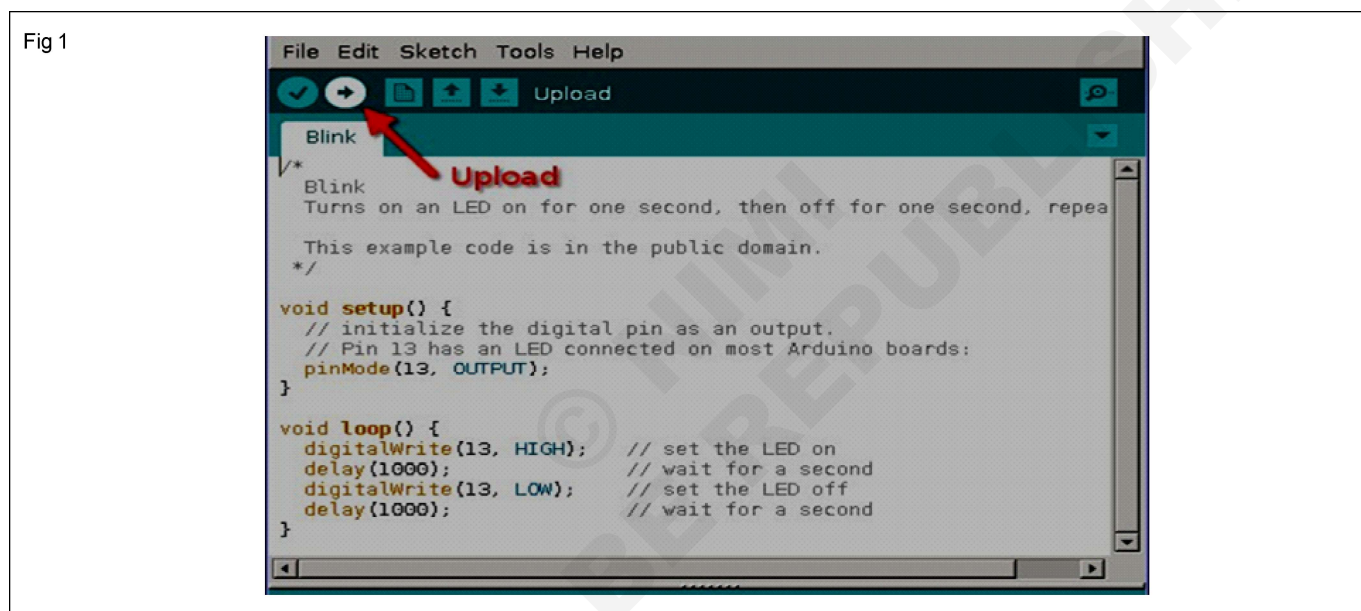 Fig 1
File Edit Sketch Tools Help
Upload
Blink
Upload
/*
Blink
Turns on an LED on for one second, then off for one second, repea
This example code is in the public domain.
*/
void setup() {
// initialize the digital pin as an output.
// Pin 13 has an LED connected on most Arduino boards:
pinMode(13, OUTPUT);
}
void loop() {
digitalWrite(13, HIGH);   // set the LED on
delay(1000);              // wait for a second
digitalWrite(13, LOW);    // set the LED off
delay(1000);              // wait for a second
}
© NIMI
BE REPUBLISH